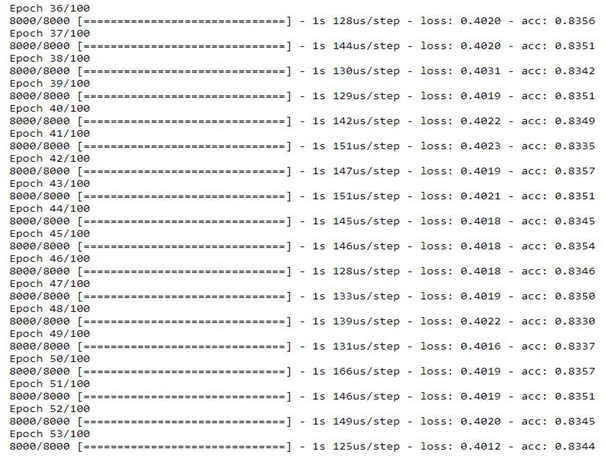 Epoch 36/100
8000/8000 [==============================] - 1s 128us/step - loss: 0.4020 - acc: 0.8356
Epoch 37/100
8000/8000 [==============================] - 1s 144us/step - loss: 0.4020 - acc: 0.8351
Epoch 38/100
8000/8000 [==============================] - 1s 130us/step - loss: 0.4031 - acc: 0.8342
Epoch 39/100
8000/8000 [==============================] - 1s 129us/step - loss: 0.4019 - acc: 0.8351
Epoch 40/100
8000/8000 [==============================] - 1s 142us/step - loss: 0.4022 - acc: 0.8349
Epoch 41/100
8000/8000 [==============================] - 1s 151us/step - loss: 0.4023 - acc: 0.8335
Epoch 42/100
8000/8000 [==============================] - 1s 147us/step - loss: 0.4019 - acc: 0.8357
Epoch 43/100
8000/8000 [==============================] - 1s 151us/step - loss: 0.4021 - acc: 0.8351
Epoch 44/100
8000/8000 [==============================] - 1s 145us/step - loss: 0.4018 - acc: 0.8345
Epoch 45/100
8000/8000 [==============================] - 1s 146us/step - loss: 0.4018 - acc: 0.8354
Epoch 46/100
8000/8000 [==============================] - 1s 128us/step - loss: 0.4018 - acc: 0.8346
Epoch 47/100
8000/8000 [==============================] - 1s 133us/step - loss: 0.4019 - acc: 0.8350
Epoch 48/100
8000/8000 [==============================] - 1s 139us/step - loss: 0.4022 - acc: 0.8330
Epoch 49/100
8000/8000 [==============================] - 1s 131us/step - loss: 0.4016 - acc: 0.8337
Epoch 50/100
8000/8000 [==============================] - 1s 166us/step - loss: 0.4019 - acc: 0.8357
Epoch 51/100
8000/8000 [==============================] - 1s 146us/step - loss: 0.4019 - acc: 0.8351
Epoch 52/100
8000/8000 [==============================] - 1s 149us/step - loss: 0.4020 - acc: 0.8345
Epoch 53/100
8000/8000 [==============================] - 1s 125us/step - loss: 0.4012 - acc: 0.8344